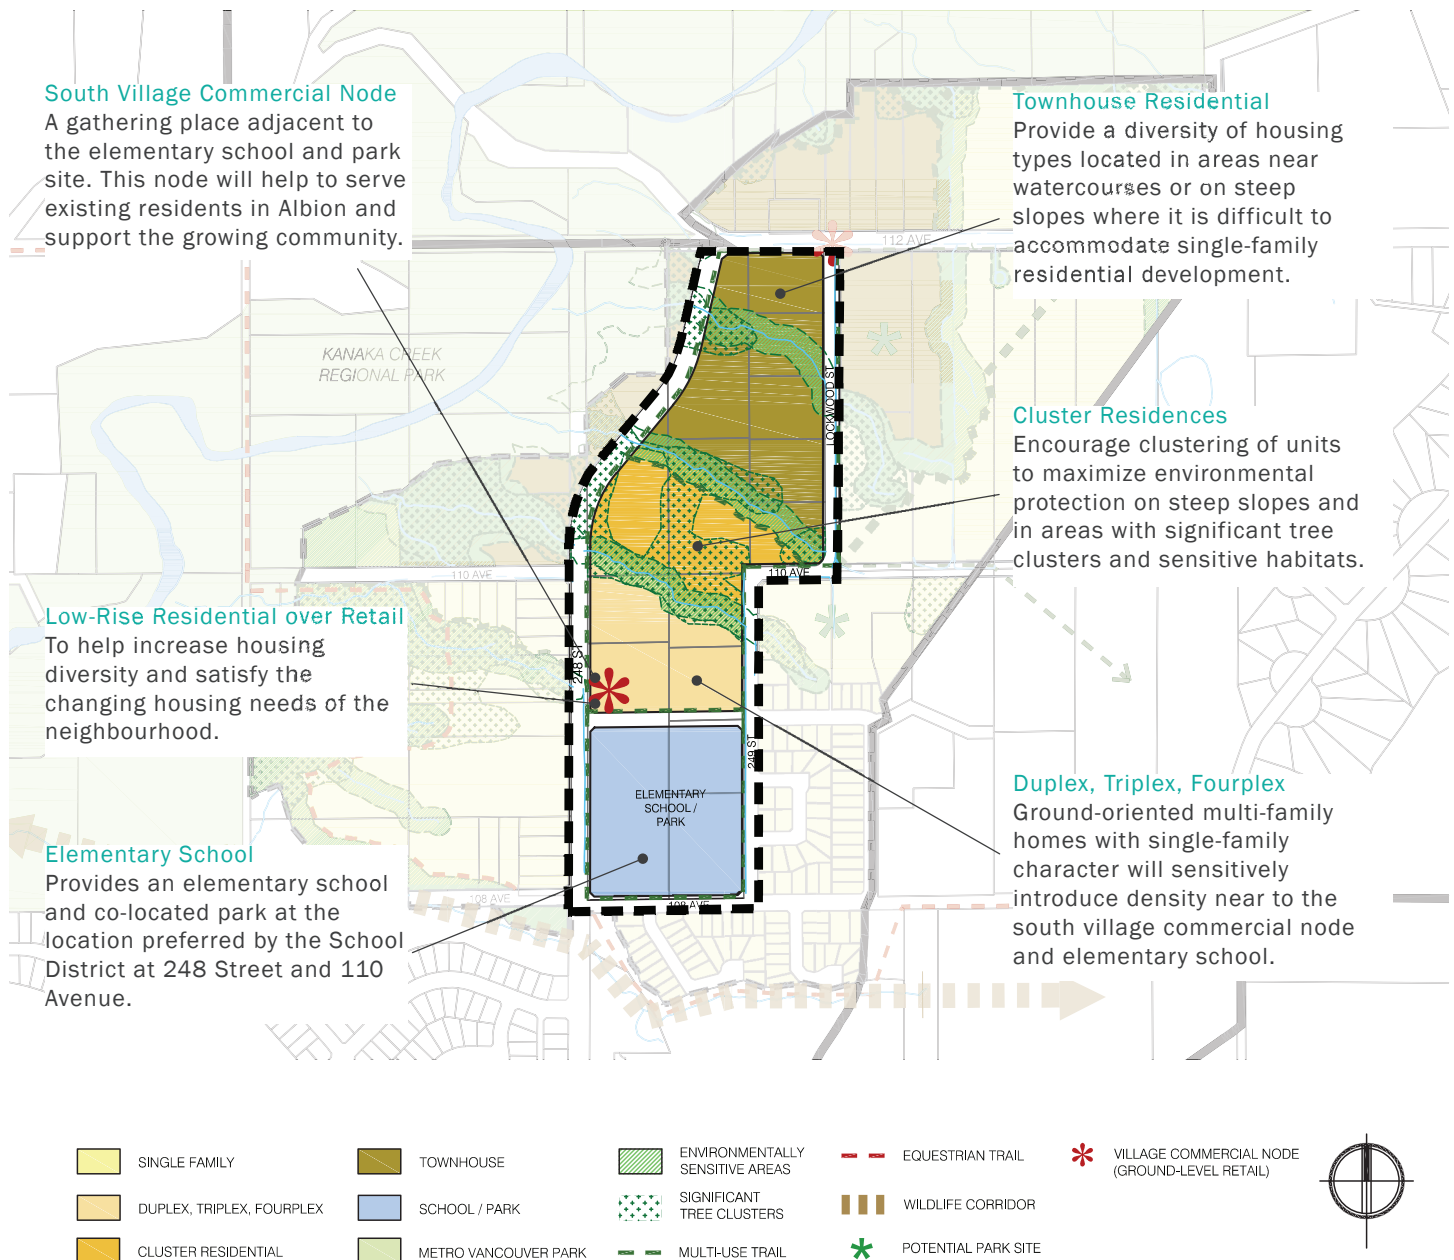 South Village Commercial Node
A gathering place adjacent to
the elementary school and park
site. This node will help to serve
existing residents in Albion and
support the growing community.
Townhouse Residential
Provide a diversity of housing
types located in areas near
watercourses or on steep
slopes where it is difficult to
accommodate single-family
residential development.
112 AVE
KANAKA CREEK
REGIONAL PARK
LOCKWOOD ST
Cluster Residences
Encourage clustering of units
to maximize environmental
protection on steep slopes and
in areas with significant tree
clusters and sensitive habitats.
110 AVE
110 AVE
Low-Rise Residential over Retail
To help increase housing
diversity and satisfy the
changing housing needs of the
neighbourhood.
248 ST
249 ST
ELEMENTARY
SCHOOL /
PARK
Duplex, Triplex, Fourplex
Ground-oriented multi-family
homes with single-family
character will sensitively
introduce density near to the
south village commercial node
and elementary school.
Elementary School
Provides an elementary school
and co-located park at the
location preferred by the School
District at 248 Street and 110
Avenue.
108 AVE
108 AVE
SINGLE FAMILY
DUPLEX, TRIPLEX, FOURPLEX
CLUSTER RESIDENTIAL
TOWNHOUSE
SCHOOL / PARK
METRO VANCOUVER PARK
ENVIRONMENTALLY
SENSITIVE AREAS
SIGNIFICANT
TREE CLUSTERS
MULTI-USE TRAIL
EQUESTRIAN TRAIL
WILDLIFE CORRIDOR
POTENTIAL PARK SITE
VILLAGE COMMERCIAL NODE
(GROUND-LEVEL RETAIL)